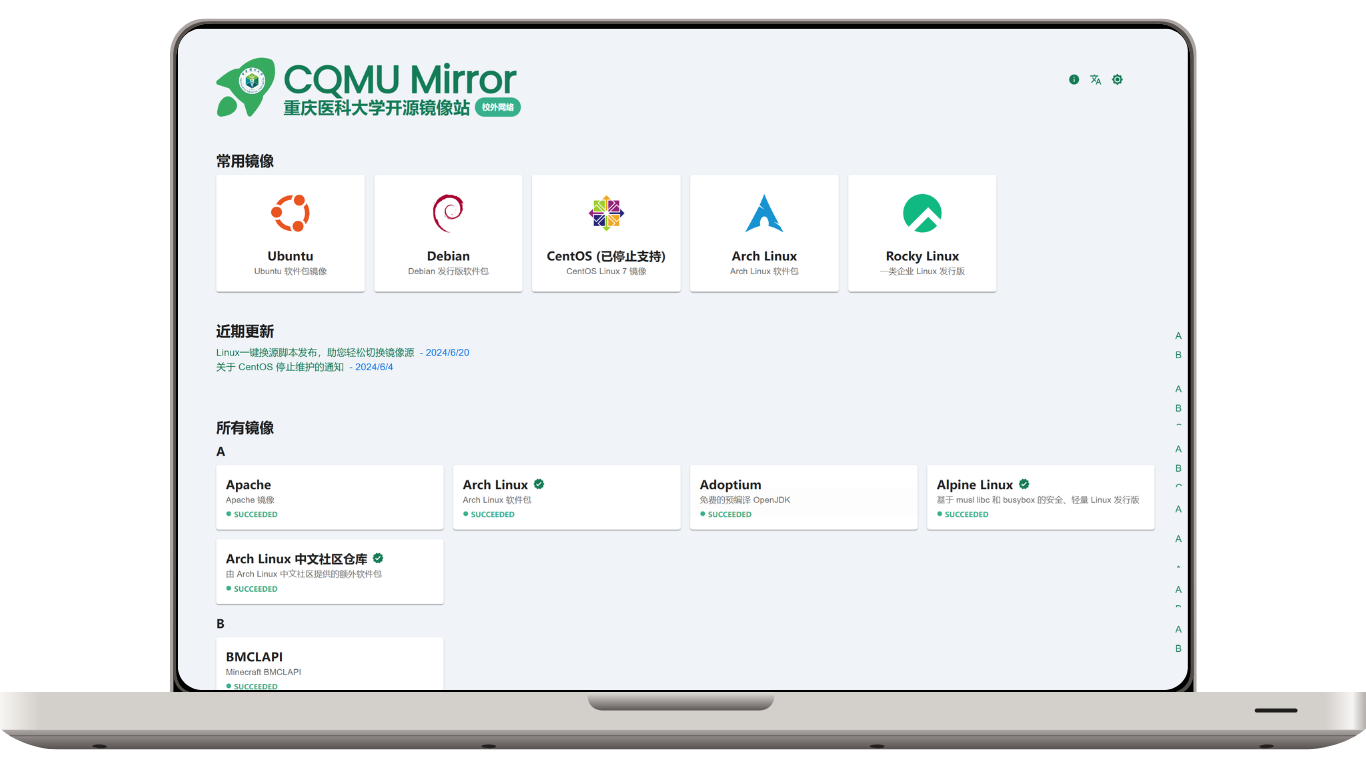 CQMU Mirror
重庆医科大学开源镜像站 校外网络
常用镜像
Ubuntu
Ubuntu 软件包镜像
Debian
Debian 发行版软件包
CentOS (已停止支持)
CentOS Linux 7 镜像
Arch Linux
Arch Linux 软件包
Rocky Linux
一类企业 Linux 发行版
近期更新
Linux一键换源脚本发布，助您轻松切换镜像源 - 2024/6/20
关于 CentOS 停止维护的通知 - 2024/6/4
所有镜像
A
Apache
Apache 镜像
SUCCEEDED
Arch Linux
Arch Linux 软件包
SUCCEEDED
Adoptium
免费的预编译 OpenJDK
SUCCEEDED
Alpine Linux
基于 musl libc 和 busybox 的安全、轻量 Linux 发行版
SUCCEEDED
Arch Linux 中文社区仓库
由 Arch Linux 中文社区提供的额外软件包
SUCCEEDED
B
BMCLAPI
Minecraft BMCLAPI
SUCCEEDED
A
B
A
B
A
B
A
A
A
A
B